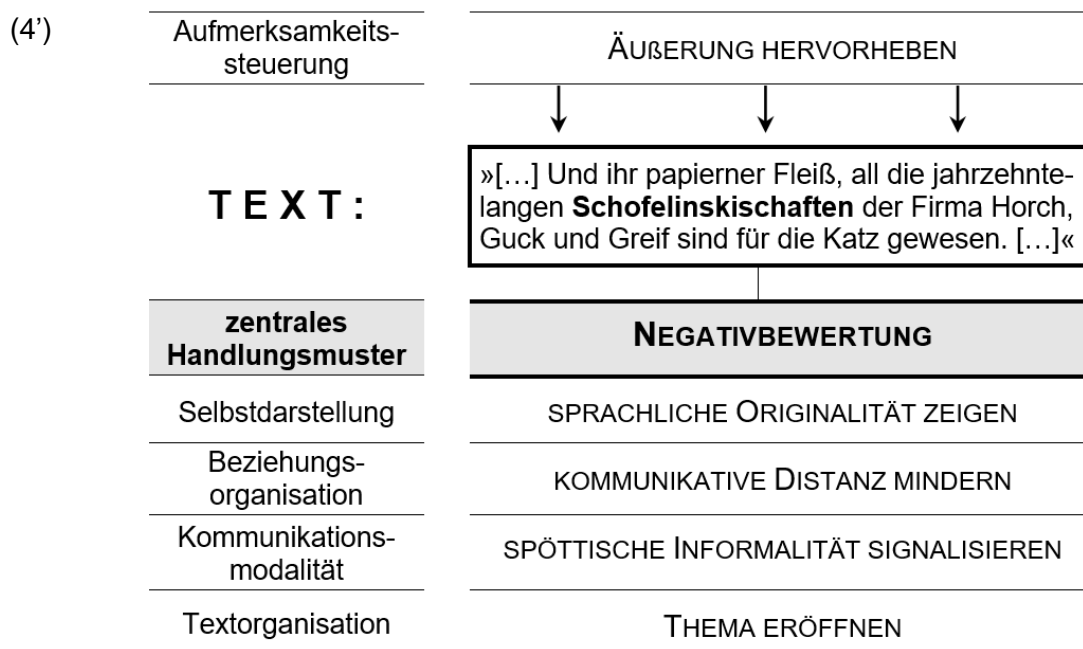 (4’)
Aufmerksamkeits-
steuerung
ÄUßERUNG HERVORHEBEN
TEXT:
»[…] Und ihr papierner Fleiß, all die jahrzehnte-
langen Schofelinskischaften der Firma Horch,
Guck und Greif sind für die Katz gewesen. […]«
zentrales
Handlungsmuster
NEGATIVBEWERTUNG
Selbstdarstellung
SPRACHLICHE ORIGINALITÄT ZEIGEN
Beziehungs-
organisation
KOMMUNIKATIVE DISTANZ MINDERN
Kommunikations-
modalität
SPÖTTISCHE INFORMALITÄT SIGNALISIEREN
Textorganisation
THEMA ERÖFFNEN